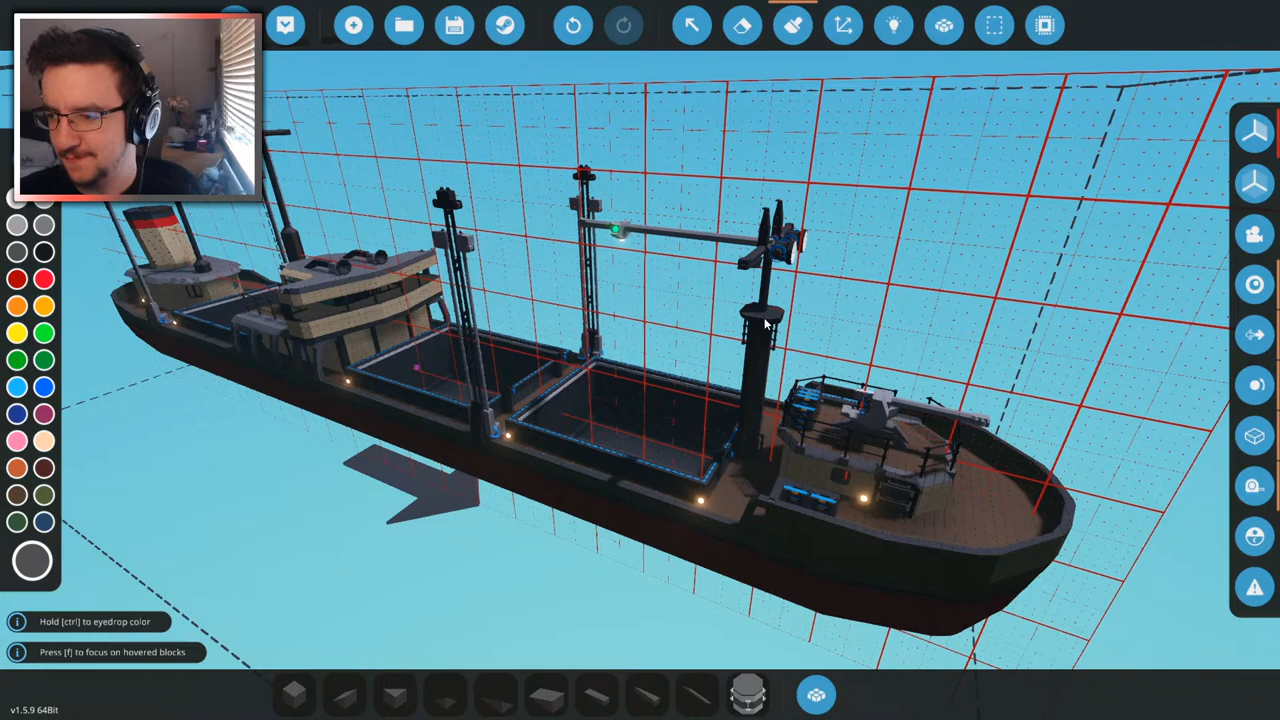 Hold [ctrl] to eyedrop color
Press [f] to focus on hovered blocks
v1.5.9 64Bit